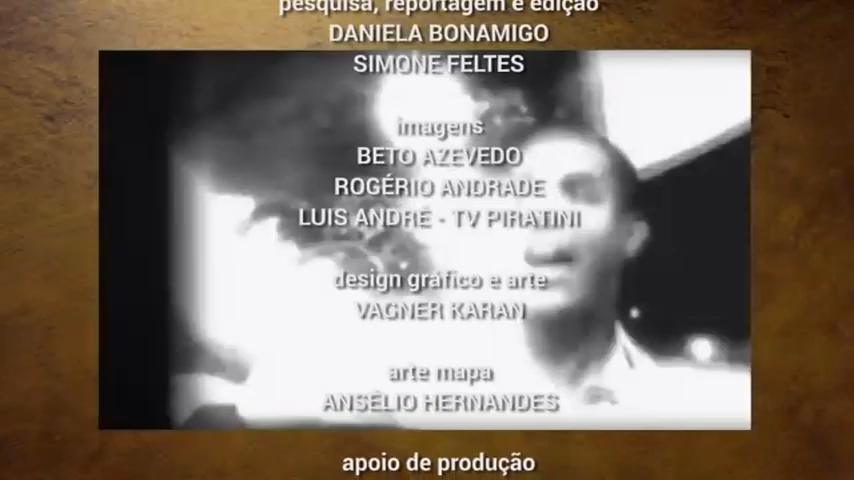 pesquisa, reportagem e edição
DANIELA BONAMIGO
SIMONE FELTES
imagens
BETO AZEVEDO
ROGÉRIO ANDRADE
LUIS ANDRÉ - TV PIRATINI
design gráfico e arte
VAGNER KARAN
arte mapa
ANSÉLIO HERNANDES
apoio de produção